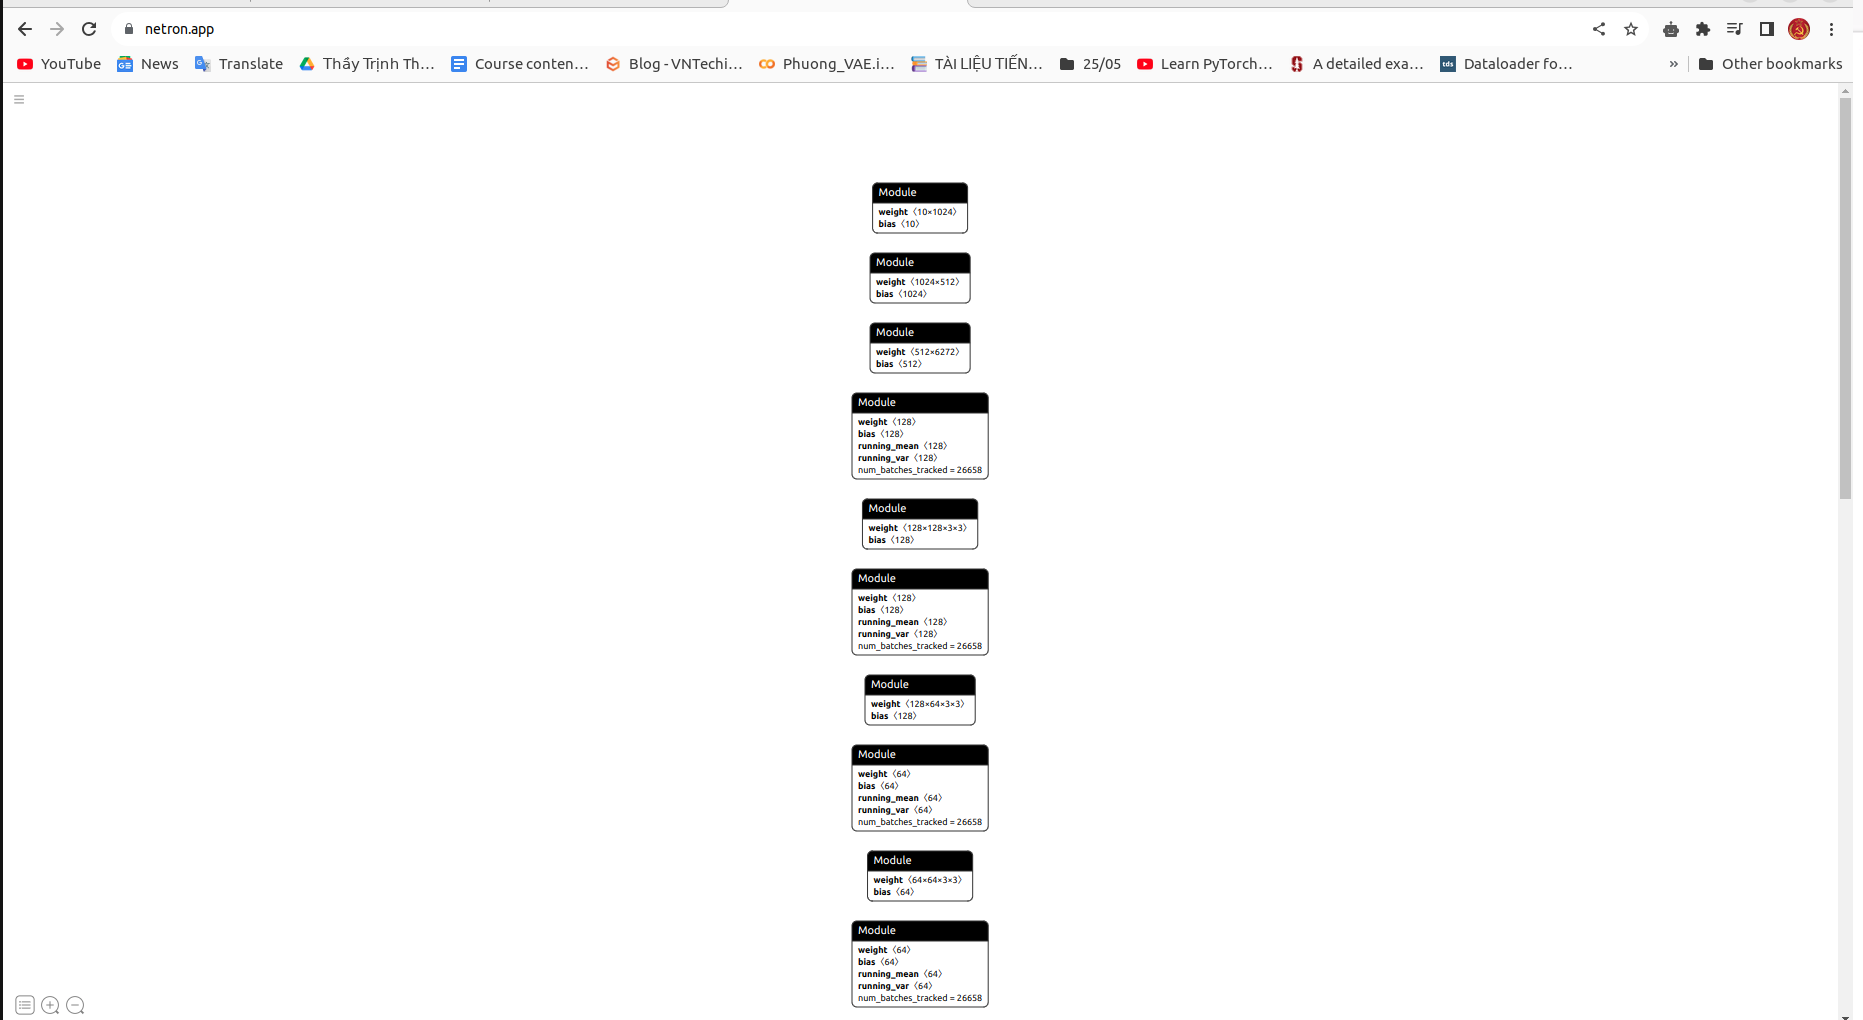 netron.app
YouTube News Translate Thầy Trịnh Th... Course conten... Blog - VNTechi... Phuong_VAE.i... TÀI LIỆU TIẾN... 25/05 Learn PyTorch... A detailed exa... tds Dataloader fo... » Other bookmarks
Module
weight 〈10×1024〉
bias 〈10〉
Module
weight 〈1024×512〉
bias 〈1024〉
Module
weight 〈512×6272〉
bias 〈512〉
Module
weight 〈128〉
bias 〈128〉
running_mean 〈128〉
running_var 〈128〉
num_batches_tracked = 26658
Module
weight 〈128×128×3×3〉
bias 〈128〉
Module
weight 〈128〉
bias 〈128〉
running_mean 〈128〉
running_var 〈128〉
num_batches_tracked = 26658
Module
weight 〈128×64×3×3〉
bias 〈128〉
Module
weight 〈64〉
bias 〈64〉
running_mean 〈64〉
running_var 〈64〉
num_batches_tracked = 26658
Module
weight 〈64×64×3×3〉
bias 〈64〉
Module
weight 〈64〉
bias 〈64〉
running_mean 〈64〉
running_var 〈64〉
num_batches_tracked = 26658